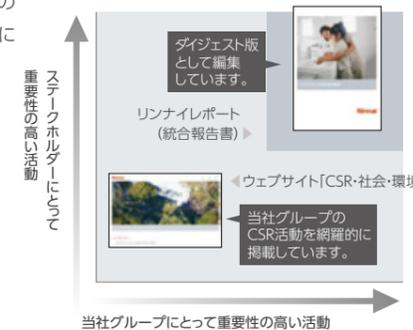 の
に
ステークホルダーにとって
重要性の高い活動
ダイジェスト版
として編集
しています。
リンナイレポート
(統合報告書)
Rinnai
ウェブサイト「CSR・社会・環境
当社グループの
CSR活動を網羅的に
掲載しています。
当社グループにとって重要性の高い活動